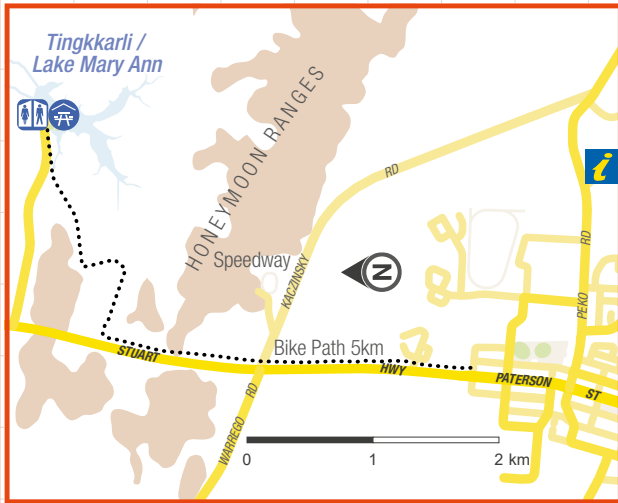 Tingkkarli /
Lake Mary Ann
HONEYMOON RANGES
RD
i
Speedway
KACZINSKY
N
RD
PEKO
Bike Path 5km
STUART
HWY
PATERSON
ST
RD
WARREGO
0 1 2 km